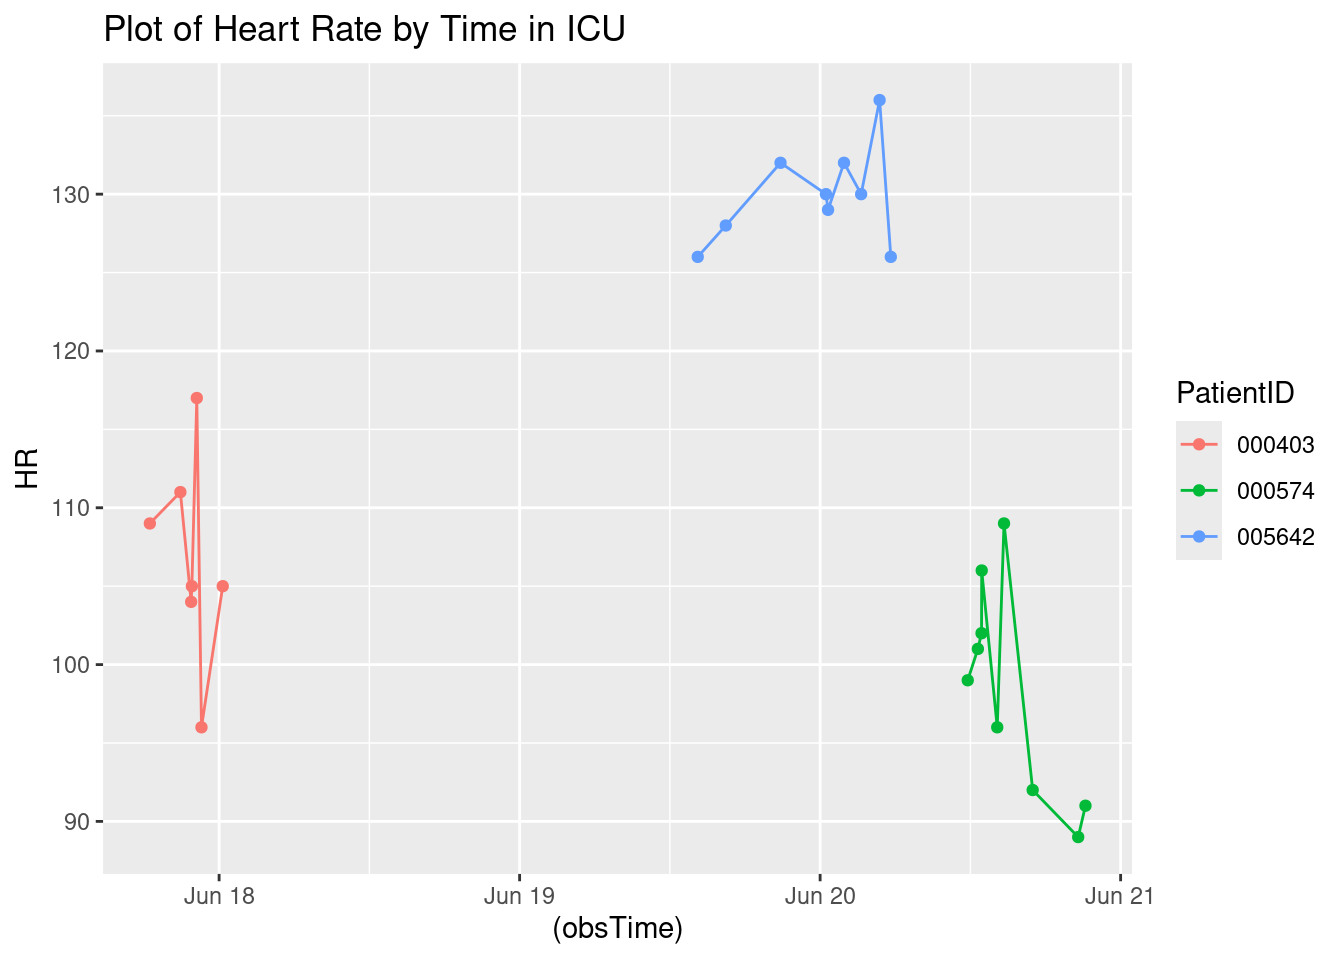 Plot of Heart Rate by Time in ICU
130
120
110
100
90
HR
Jun 18
Jun 19
Jun 20
Jun 21
(obsTime)
PatientID
000403
000574
005642